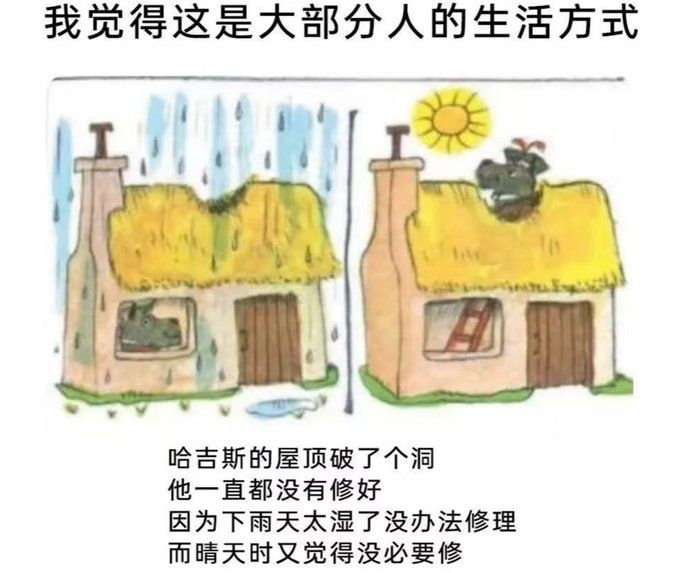 我觉得这是大部分人的生活方式
哈吉斯的屋顶破了个洞
他一直都没有修好
因为下雨天太湿了没办法修理
而晴天时又觉得没必要修